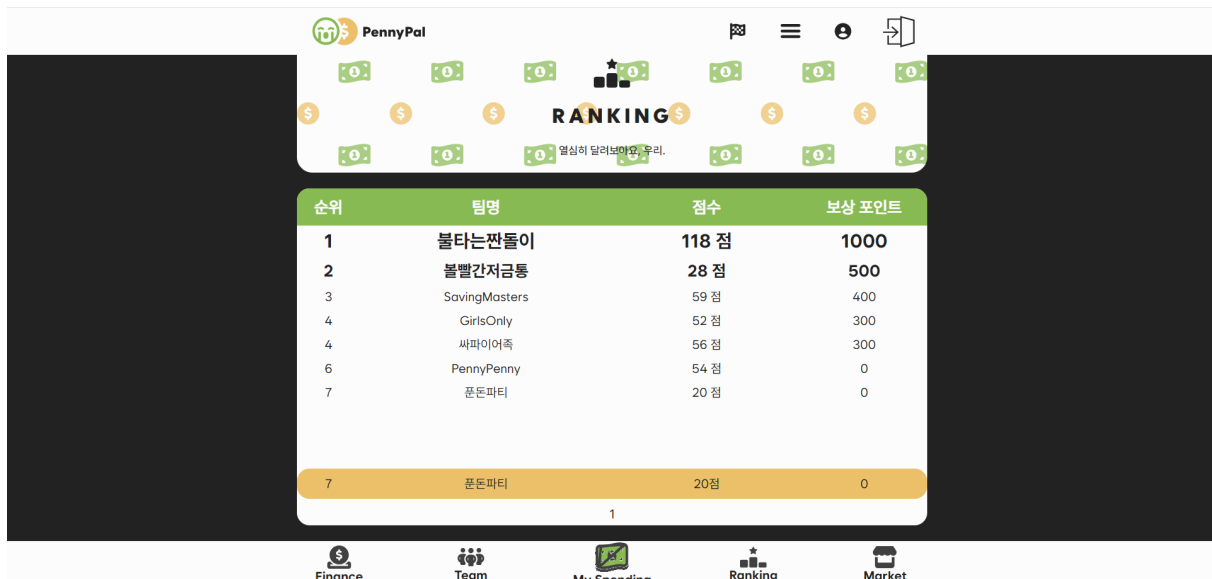 PennyPal
RANKING
열심히 달려보아요, 우리.
순위 팀명 점수 보상 포인트
1 불타는짠돌이 118 점 1000
2 볼빨간저금통 28 점 500
3 SavingMasters 59 점 400
4 GirlsOnly 52 점 300
4 싸파이어족 56 점 300
6 PennyPenny 54 점 0
7 푼돈파티 20 점 0
7 푼돈파티 20점 0
1
Finance Team My Spending Ranking Market